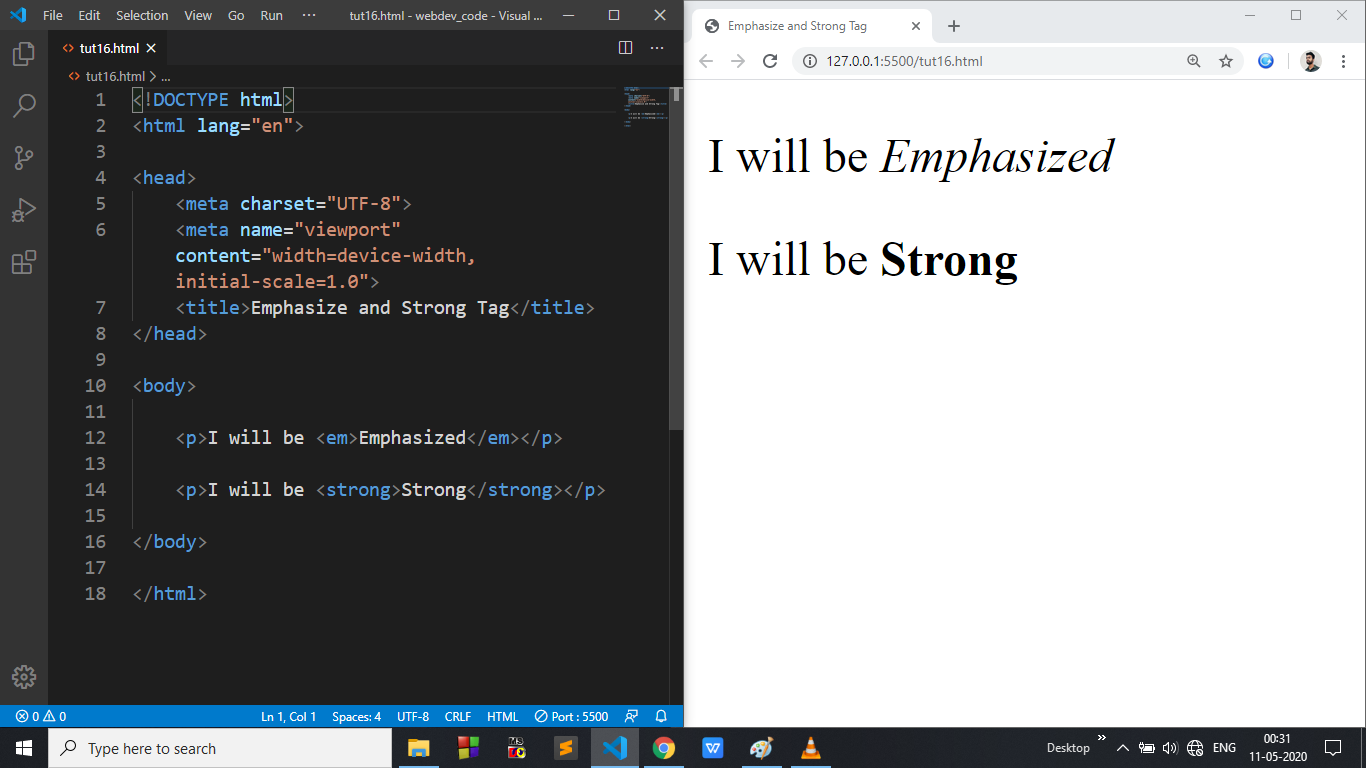 File Edit Selection View Go Run ··· tut16.html - webdev_code - Visual ...
tut16.html
tut16.html > ...
1 <!DOCTYPE html>
2 <html lang="en">
3
4 <head>
5 <meta charset="UTF-8">
6 <meta name="viewport"
content="width=device-width,
initial-scale=1.0">
7 <title>Emphasize and Strong Tag</title>
8 </head>
9
10 <body>
11
12 <p>I will be <em>Emphasized</em></p>
13
14 <p>I will be <strong>Strong</strong></p>
15
16 </body>
17
18 </html>
0 0 Ln 1, Col 1 Spaces: 4 UTF-8 CRLF HTML Port : 5500
Emphasize and Strong Tag
127.0.0.1:5500/tut16.html
I will be Emphasized
I will be Strong
Type here to search
Desktop » ENG
00:31
11-05-2020